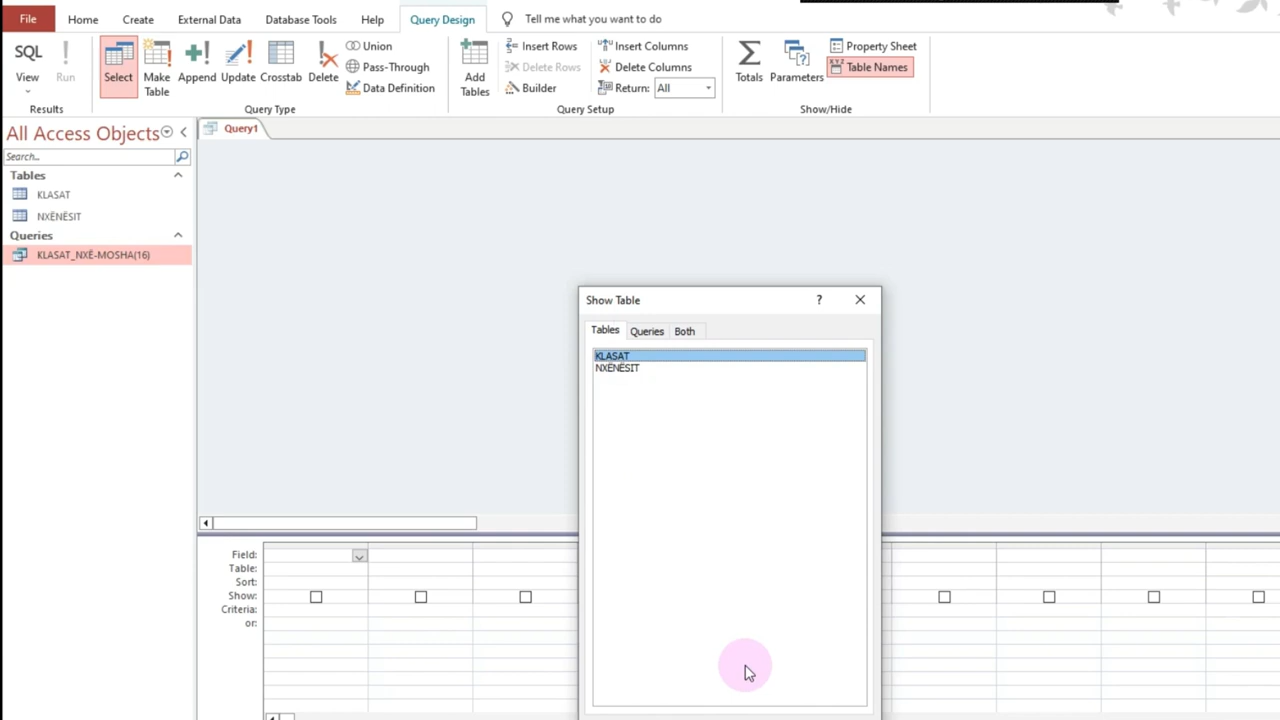 File Home Create External Data Database Tools Help Query Design Tell me what you want to do
SQL
View
Run
Results
Select
Make Table
Append
Update
Crosstab
Delete
Union
Pass-Through
Data Definition
Query Type
Add Tables
Insert Rows
Delete Rows
Builder
Insert Columns
Delete Columns
Return: All
Query Setup
Totals
Parameters
Property Sheet
XYZ Table Names
Show/Hide
All Access Objects
Search...
Tables
KLASAT
NXËNËSIT
Queries
KLASAT_NXË-MOSHA(16)
Query1
Show Table ?
Tables Queries Both
KLASAT
NXËNËSIT
Field:
Table:
Sort:
Show:
Criteria:
or: